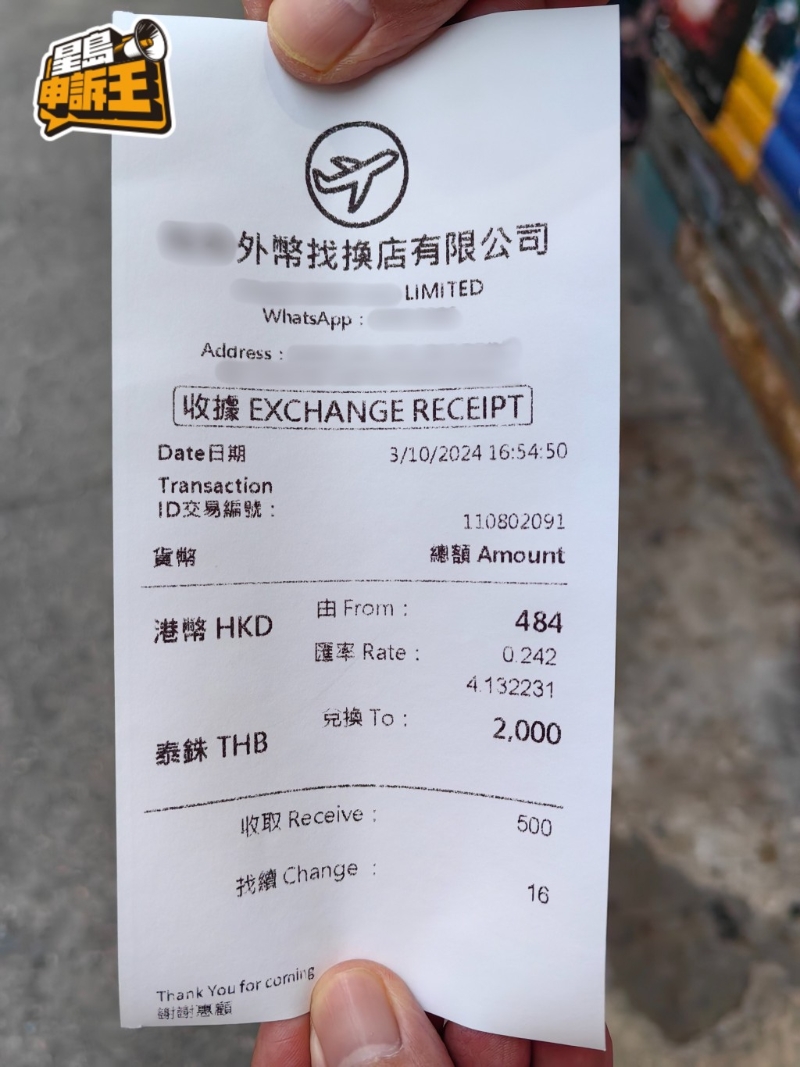 星島
申訴王
外幣找換店有限公司
LIMITED
WhatsApp :
Address :
收據 EXCHANGE RECEIPT
Date日期 3/10/2024 16:54:50
Transaction
ID交易編號 :
110802091
貨幣 總額 Amount
港幣 HKD 由 From : 484
匯率 Rate : 0.242
4.132231
泰銖 THB 兌換 To : 2,000
收取 Receive : 500
找續 Change : 16
Thank You for coming
謝謝惠顧